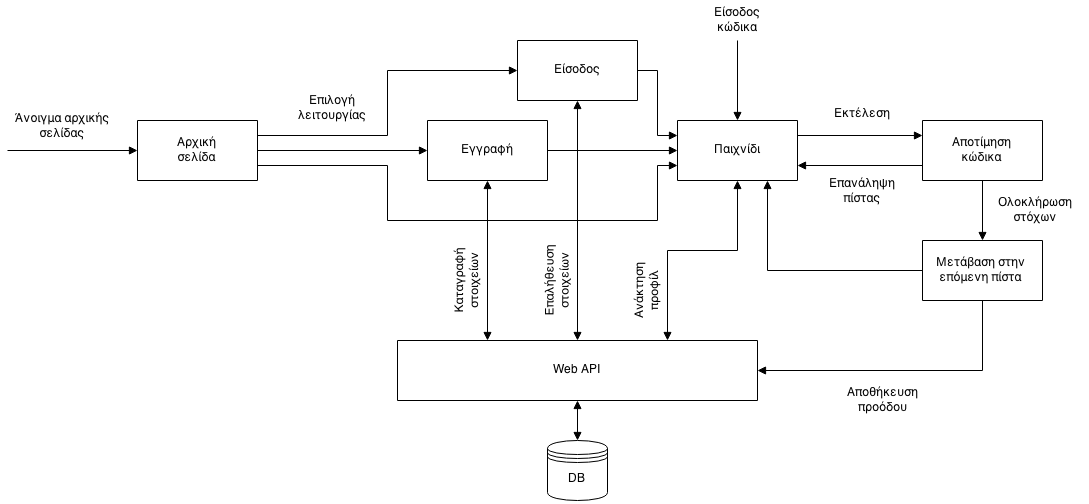 Είσοδος
κώδικα
Είσοδος
Επιλογή
λειτουργίας
Άνοιγμα αρχικής
σελίδας
Αρχική
σελίδα
Εγγραφή
Παιχνίδι
Εκτέλεση
Αποτίμηση
κώδικα
Επανάληψη
πίστας
Ολοκλήρωση
στόχων
Μετάβαση στην
επόμενη πίστα
Καταγραφή
στοιχείων
Επαλήθευση
στοιχείων
Ανάκτηση
προφίλ
Web API
Αποθήκευση
προόδου
DB